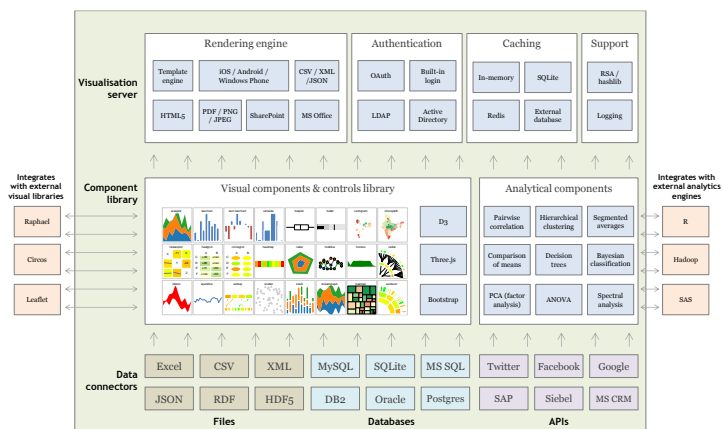 Rendering engine
Authentication
Caching
Support
Visualisation
server
Template
engine
iOS / Android /
Windows Phone
CSV / XML
/JSON
OAuth
Built-in
login
In-memory
SQLite
RSA /
hashlib
HTML5
PDF / PNG
/ JPEG
SharePoint
MS Office
LDAP
Active
Directory
Redis
External
database
Logging
Integrates
with external
visual libraries
Component
library
Visual components & controls library
Analytical components
Integrates with
external analytics
engines
Raphael
Circos
Leaflet
D3
Three.js
Bootstrap
Pairwise
correlation
Hierarchical
clustering
Segmented
averages
Comparison
of means
Decision
trees
Bayesian
classification
PCA (factor
analysis)
ANOVA
Spectral
analysis
R
Hadoop
SAS
Data
connectors
Excel
CSV
XML
MySQL
SQLite
MS SQL
Twitter
Facebook
Google
JSON
RDF
HDF5
DB2
Oracle
Postgres
SAP
Siebel
MS CRM
Files
Databases
APIs